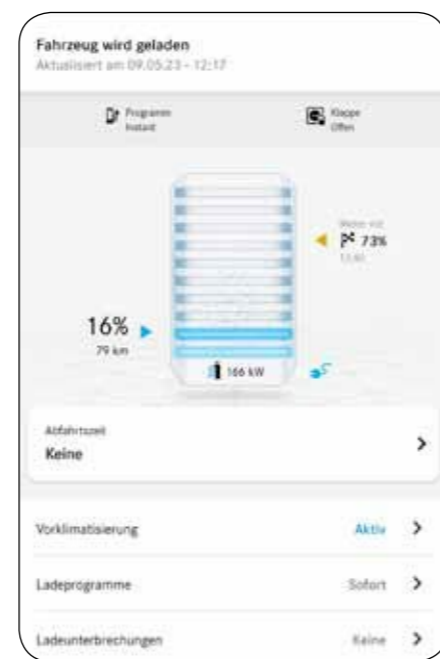 Fahrzeug wird geladen
Aktualisiert am 09.05.23 - 12:17
Programm
Instant
Klappe
Offen
73%
16%
79 km
166 kW
Abfahrtszeit
Keine
Vorklimatisierung Aktiv
Ladeprogramme Sofort
Ladeunterbrechungen Keine